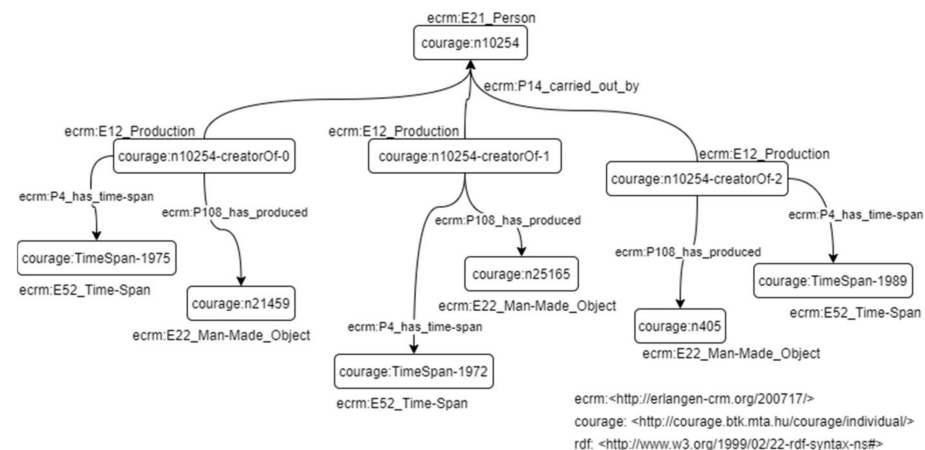 ecrm:E21_Person
courage:n10254
ecrm:P14_carried_out_by
ecrm:E12_Production
courage:n10254-creatorOf-0
ecrm:E12_Production
courage:n10254-creatorOf-1
ecrm:E12_Production
courage:n10254-creatorOf-2
ecrm:P4_has_time-span
ecrm:P108_has_produced
courage:TimeSpan-1975
ecrm:E52_Time-Span
courage:n21459
ecrm:E22_Man-Made_Object
ecrm:P108_has_produced
courage:n25165
ecrm:E22_Man-Made_Object
ecrm:P4_has_time-span
courage:TimeSpan-1972
ecrm:E52_Time-Span
ecrm:P4_has_time-span
ecrm:P108_has_produced
courage:TimeSpan-1989
ecrm:E52_Time-Span
courage:n405
ecrm:E22_Man-Made_Object
ecrm:<http://erlangen-crm.org/200717/>
courage: <http://courage.btk.mta.hu/courage/individual/>
rdf: <http://www.w3.org/1999/02/22-rdf-syntax-ns#>